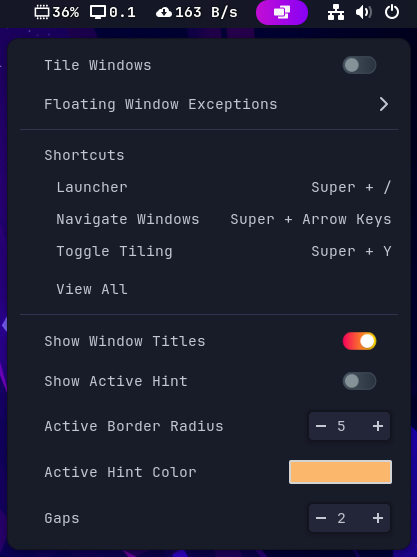 36% 0.1 163 B/s
Tile Windows
Floating Window Exceptions
Shortcuts
Launcher Super + /
Navigate Windows Super + Arrow Keys
Toggle Tiling Super + Y
View All
Show Window Titles
Show Active Hint
Active Border Radius − 5 +
Active Hint Color
Gaps − 2 +